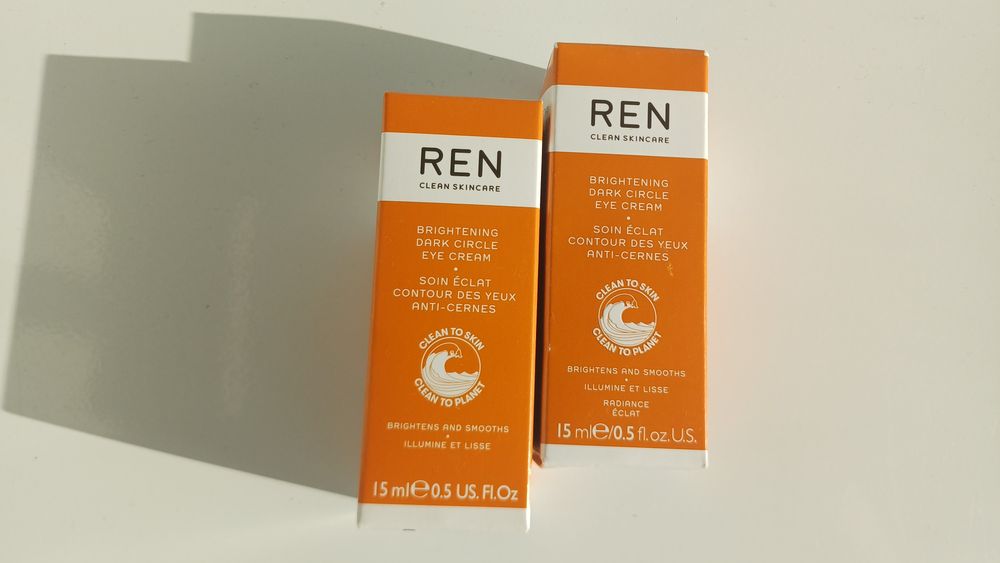 REN
CLEAN SKINCARE
BRIGHTENING
DARK CIRCLE
EYE CREAM
•
SOIN ÉCLAT
CONTOUR DES YEUX
ANTI-CERNES
CLEAN TO SKIN
CLEAN TO PLANET
BRIGHTENS AND SMOOTHS
•
ILLUMINE ET LISSE
15 ml℮0.5 US. Fl.Oz
REN
CLEAN SKINCARE
BRIGHTENING
DARK CIRCLE
EYE CREAM
•
SOIN ÉCLAT
CONTOUR DES YEUX
ANTI-CERNES
CLEAN TO SKIN
CLEAN TO PLANET
BRIGHTENS AND SMOOTHS
•
ILLUMINE ET LISSE
RADIANCE
ÉCLAT
15 ml℮/0.5 fl.oz.U.S.